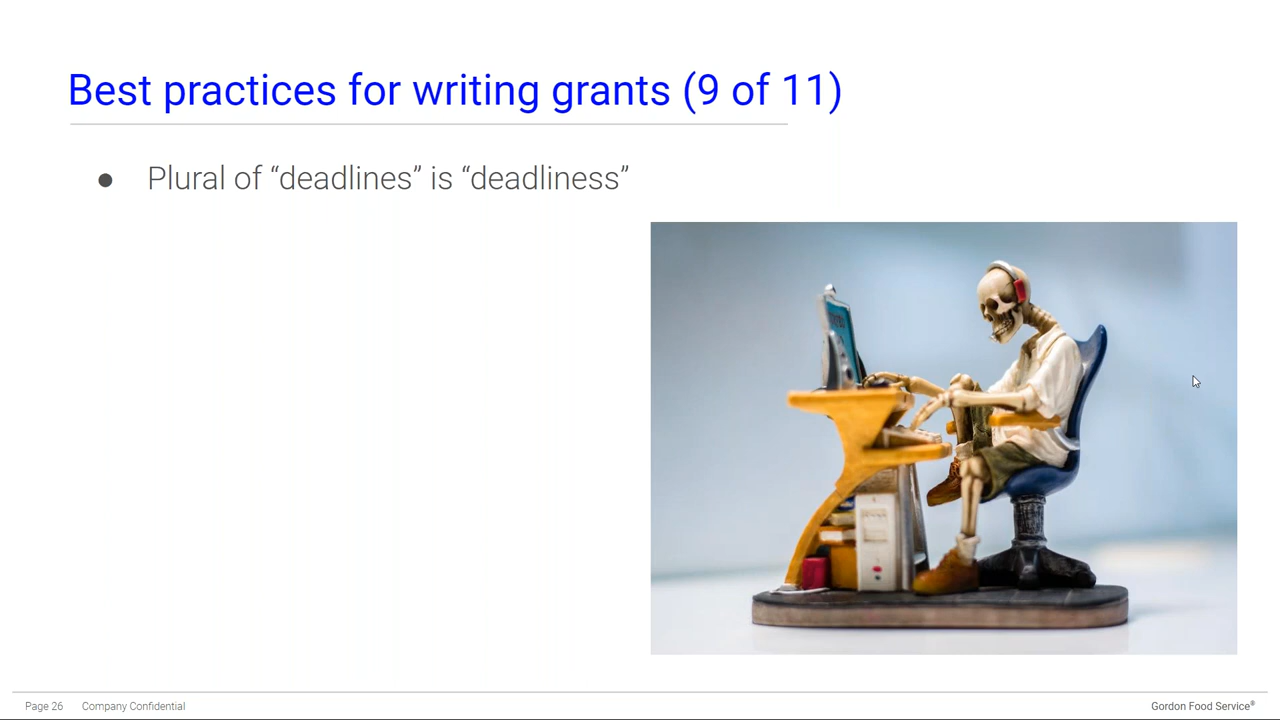 Best practices for writing grants (9 of 11)
● Plural of “deadlines” is “deadliness”
Page 26 Company Confidential
Gordon Food Service®